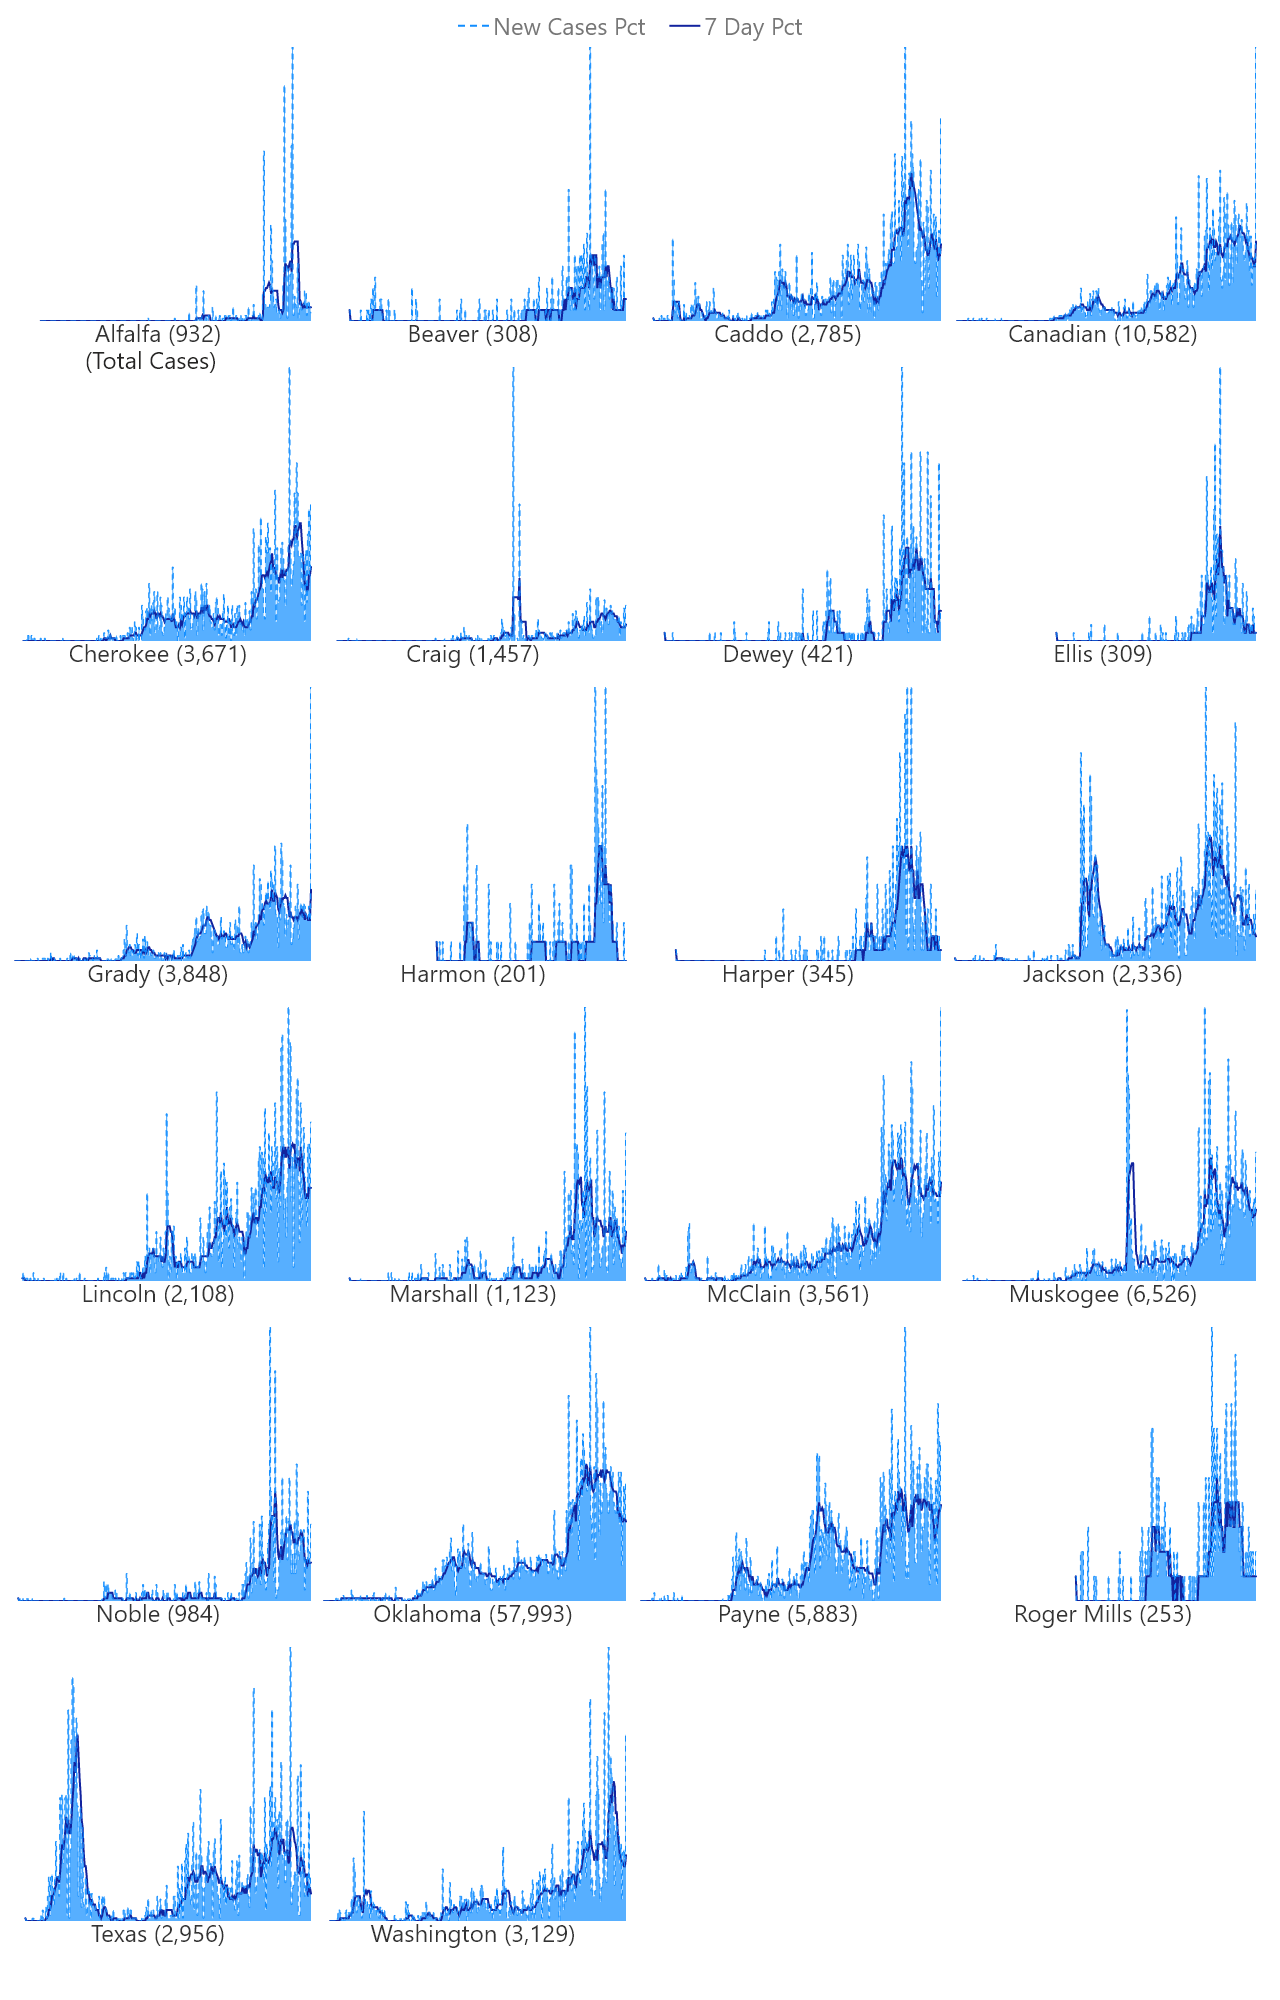 New Cases Pct 7 Day Pct
Alfalfa (932) Beaver (308) Caddo (2,785) Canadian (10,582)
(Total Cases)
Cherokee (3,671) Craig (1,457) Dewey (421) Ellis (309)
Grady (3,848) Harmon (201) Harper (345) Jackson (2,336)
Lincoln (2,108) Marshall (1,123) McClain (3,561) Muskogee (6,526)
Noble (984) Oklahoma (57,993) Payne (5,883) Roger Mills (253)
Texas (2,956) Washington (3,129)